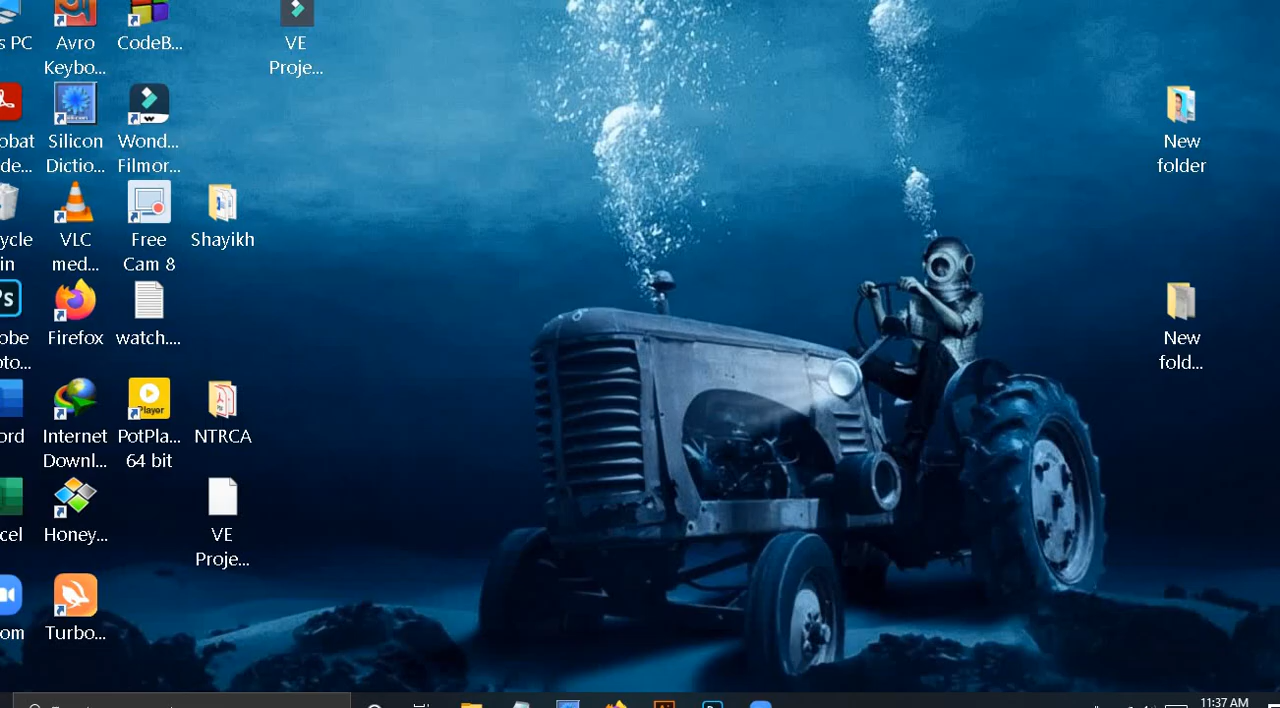 s PC
Avro
Keybo...
CodeB...
VE
Proje...
obat
de...
Silicon
Dictio...
Wond...
Filmor...
New
folder
ycle
in
VLC
med...
Free
Cam 8
Shayikh
obe
oto...
Firefox
watch....
New
fold...
ord
Internet
Downl...
Player
PotPla...
64 bit
NTRCA
cel
Honey...
VE
Proje...
om
Turbo...
11:37 AM